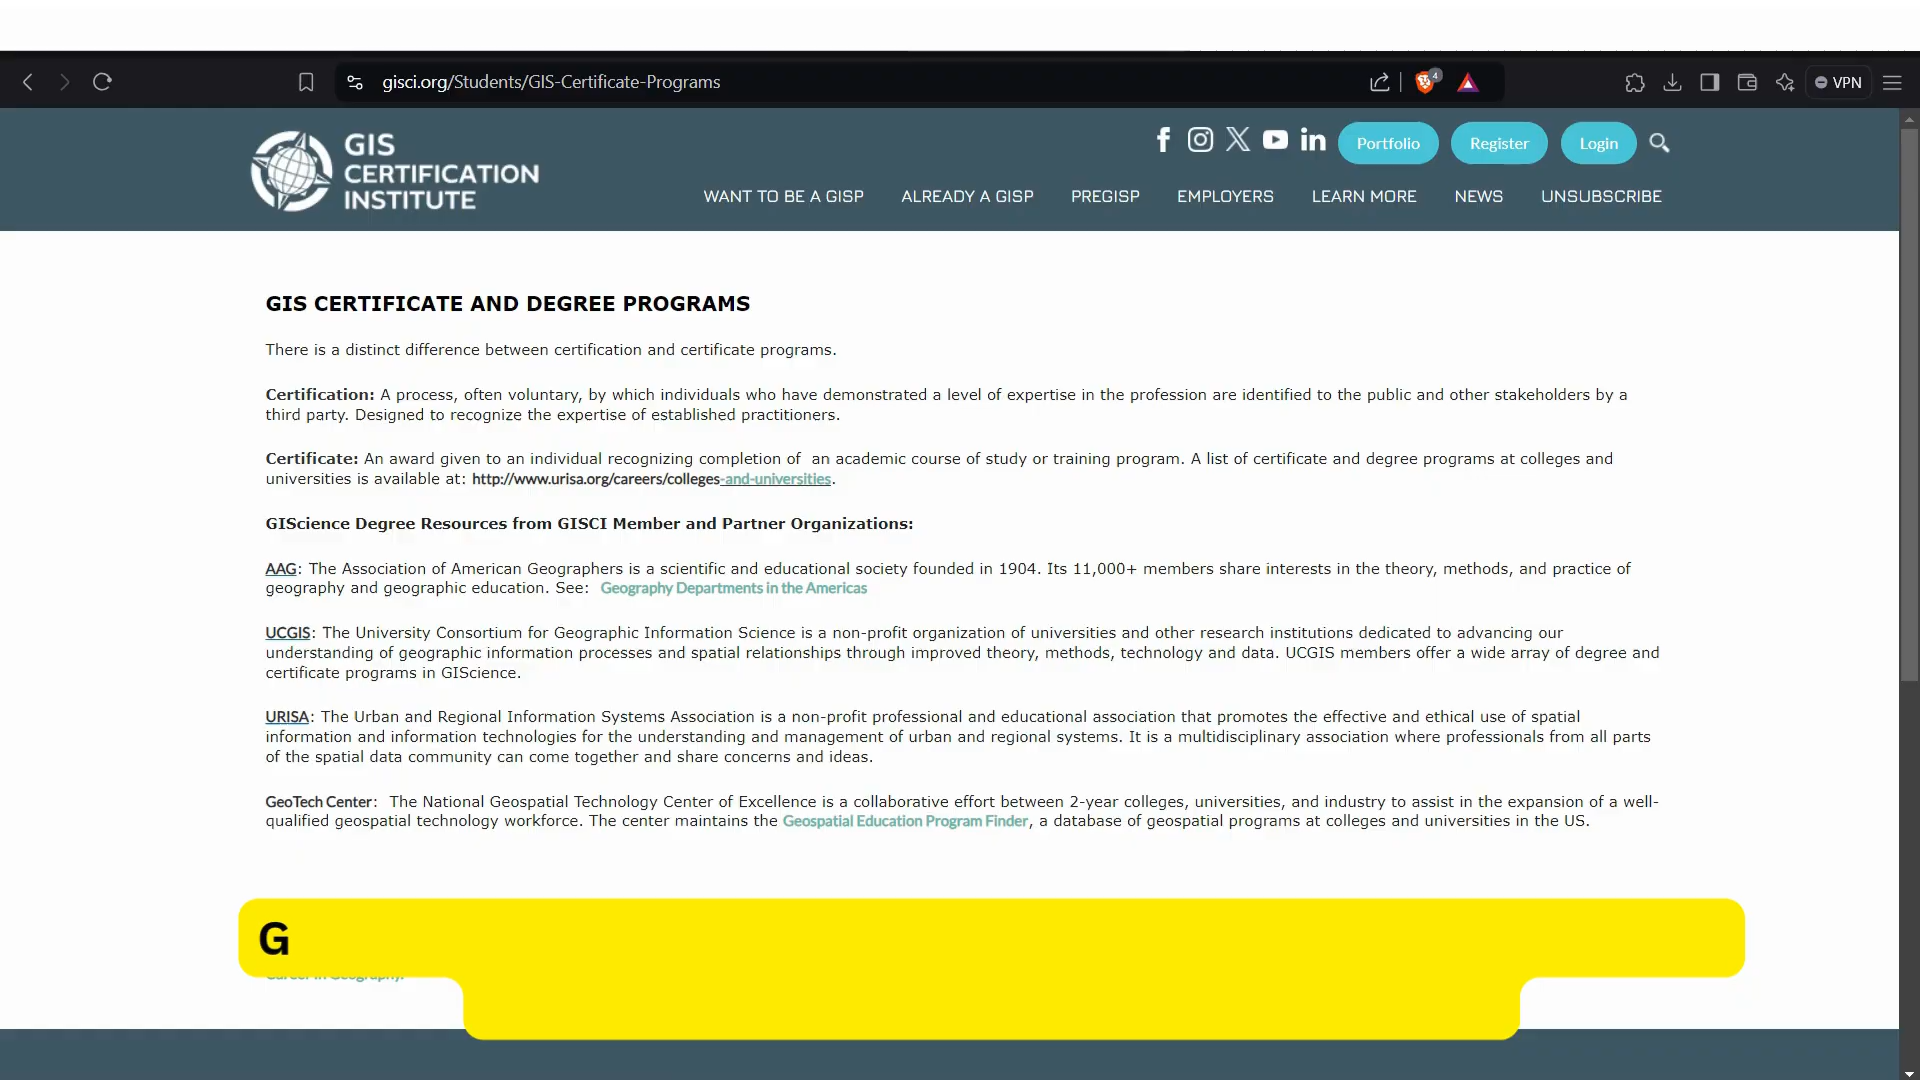 gisci.org/Students/GIS-Certificate-Programs
4
VPN
GIS
CERTIFICATION
INSTITUTE
Portfolio
Register
Login
WANT TO BE A GISP
ALREADY A GISP
PREGISP
EMPLOYERS
LEARN MORE
NEWS
UNSUBSCRIBE
GIS CERTIFICATE AND DEGREE PROGRAMS
There is a distinct difference between certification and certificate programs.
Certification: A process, often voluntary, by which individuals who have demonstrated a level of expertise in the profession are identified to the public and other stakeholders by a
third party. Designed to recognize the expertise of established practitioners.
Certificate: An award given to an individual recognizing completion of an academic course of study or training program. A list of certificate and degree programs at colleges and
universities is available at: http://www.urisa.org/careers/colleges-and-universities.
GIScience Degree Resources from GISCI Member and Partner Organizations:
AAG: The Association of American Geographers is a scientific and educational society founded in 1904. Its 11,000+ members share interests in the theory, methods, and practice of
geography and geographic education. See: Geography Departments in the Americas
UCGIS: The University Consortium for Geographic Information Science is a non-profit organization of universities and other research institutions dedicated to advancing our
understanding of geographic information processes and spatial relationships through improved theory, methods, technology and data. UCGIS members offer a wide array of degree and
certificate programs in GIScience.
URISA: The Urban and Regional Information Systems Association is a non-profit professional and educational association that promotes the effective and ethical use of spatial
information and information technologies for the understanding and management of urban and regional systems. It is a multidisciplinary association where professionals from all parts
of the spatial data community can come together and share concerns and ideas.
GeoTech Center: The National Geospatial Technology Center of Excellence is a collaborative effort between 2-year colleges, universities, and industry to assist in the expansion of a well-
qualified geospatial technology workforce. The center maintains the Geospatial Education Program Finder, a database of geospatial programs at colleges and universities in the US.
G